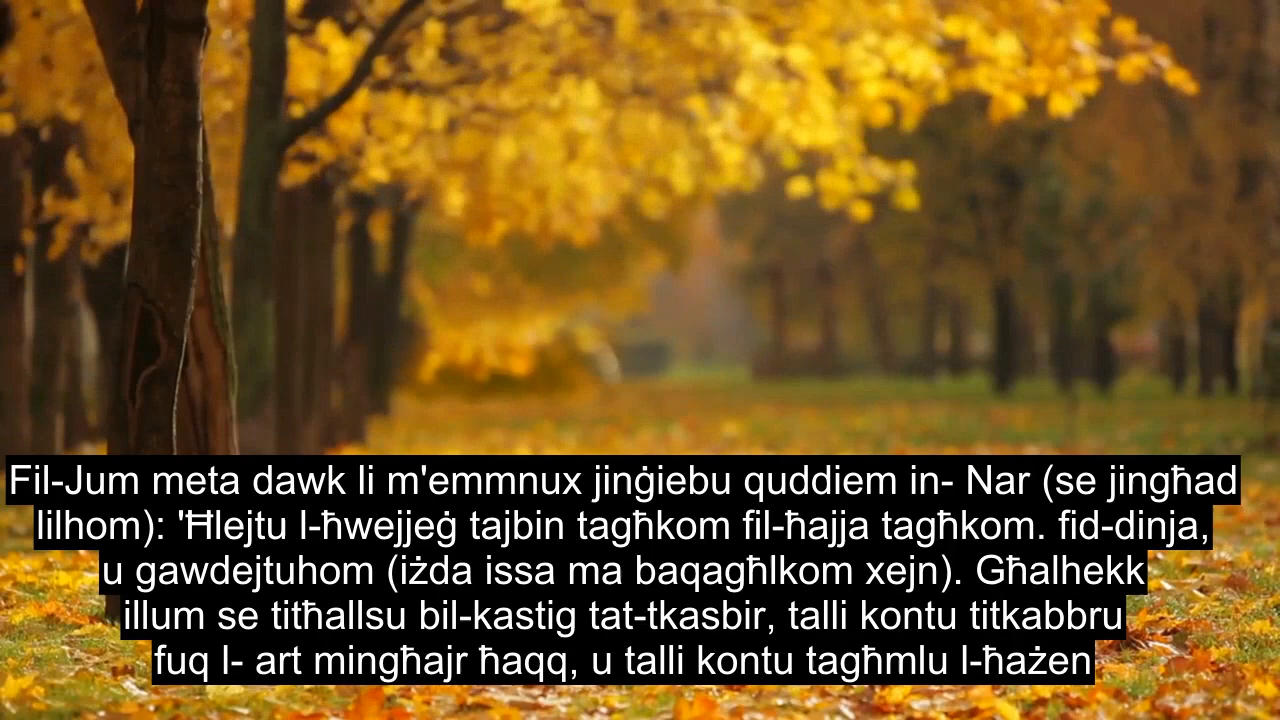 Fil-Jum meta dawk li m'emmnux jinġiebu quddiem in- Nar (se jingħad
lilhom): 'Ħlejtu l-ħwejjeġ tajbin tagħkom fil-ħajja tagħkom. fid-dinja,
u gawdejtuhom (iżda issa ma baqagħlkom xejn). Għalhekk
illum se titħallsu bil-kastig tat-tkasbir, talli kontu titkabbru
fuq l- art mingħajr ħaqq, u talli kontu tagħmlu l-ħażen